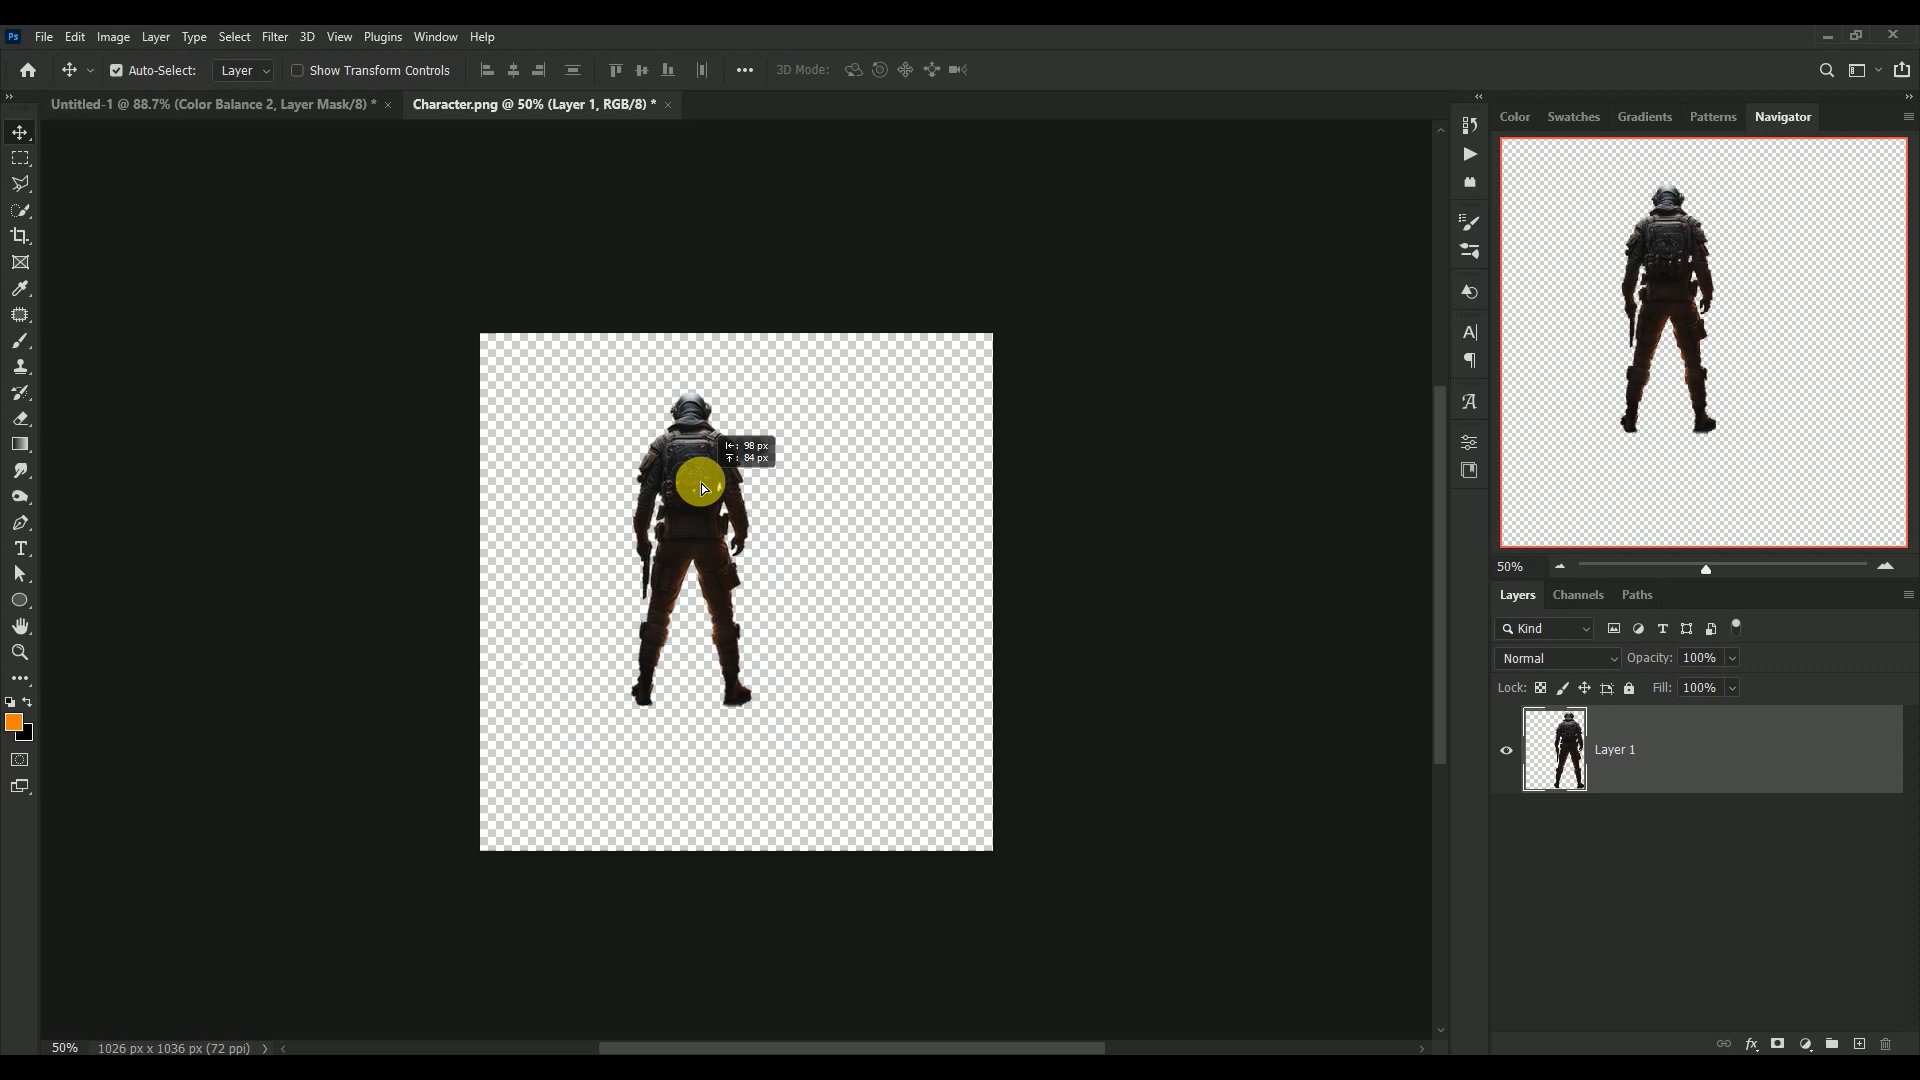 Ps File Edit Image Layer Type Select Filter 3D View Plugins Window Help
Auto-Select: Layer Show Transform Controls 3D Mode:
Untitled-1 @ 88.7% (Color Balance 2, Layer Mask/8) * × Character.png @ 50% (Layer 1, RGB/8) * ×
Color Swatches Gradients Patterns Navigator
98 px
84 px
50%
Layers Channels Paths
Kind
Normal Opacity: 100%
Lock: Fill: 100%
Layer 1
50% 1026 px x 1036 px (72 ppi)